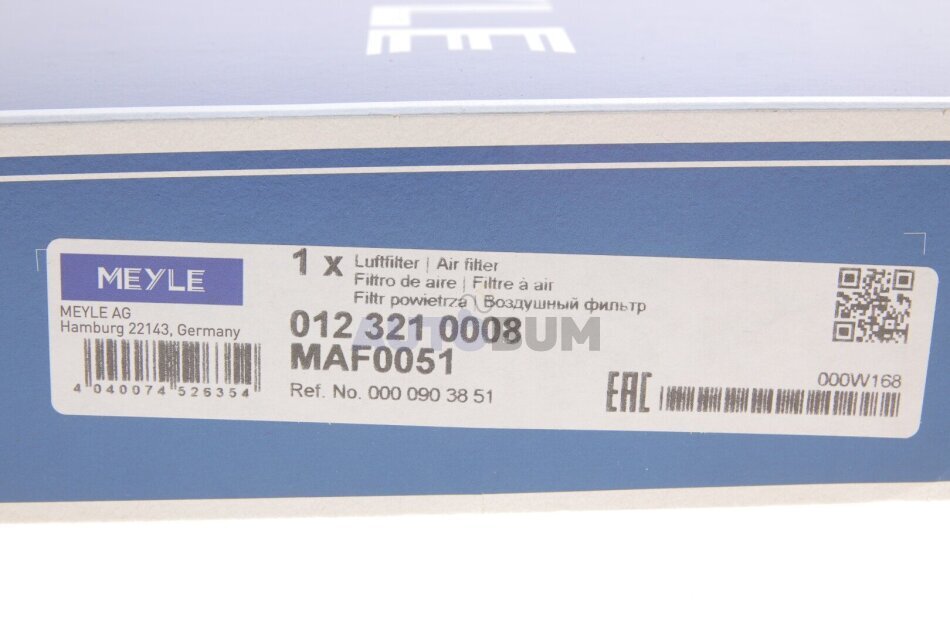 MEYLE
MEYLE AG
Hamburg 22143, Germany
4 040074 526354
1 x Luftfilter | Air filter
Filtro de aire | Filtre à air
Filtr powietrza | Воздушный фильтр
012 321 0008
AUTOBUM
MAF0051
Ref. No. 000 090 38 51
EAC
000W168